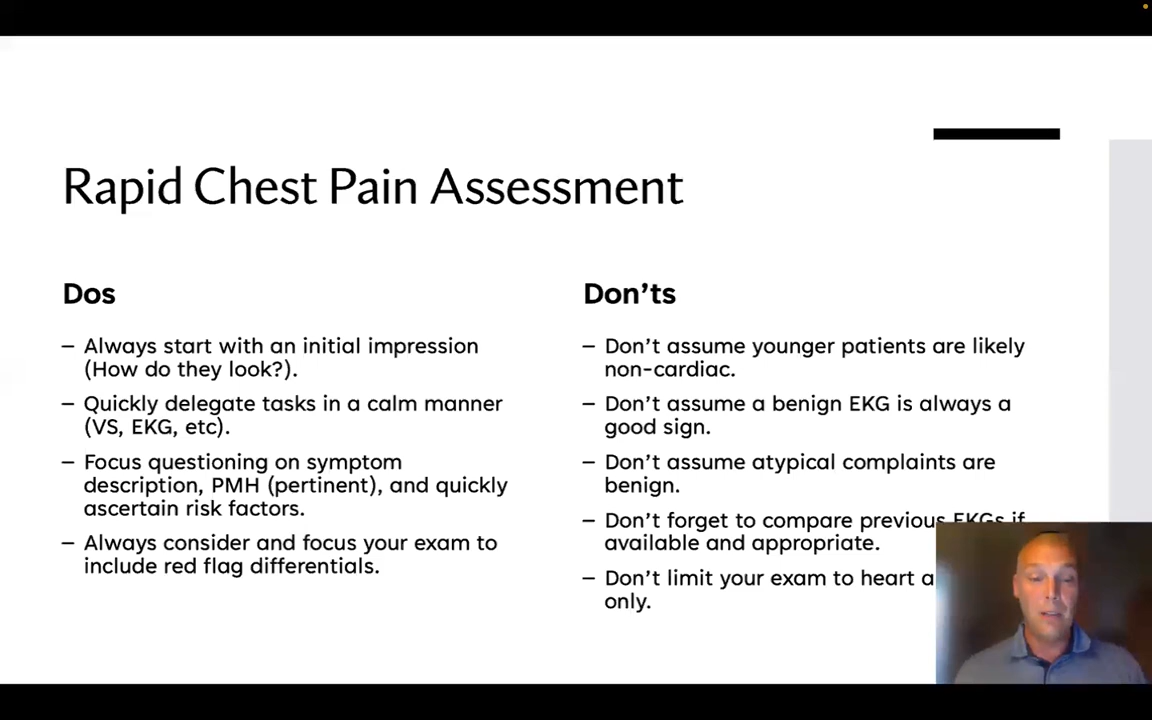 Rapid Chest Pain Assessment
Dos
– Always start with an initial impression
(How do they look?).
– Quickly delegate tasks in a calm manner
(VS, EKG, etc).
– Focus questioning on symptom
description, PMH (pertinent), and quickly
ascertain risk factors.
– Always consider and focus your exam to
include red flag differentials.
Don’ts
– Don’t assume younger patients are likely
non-cardiac.
– Don’t assume a benign EKG is always a
good sign.
– Don’t assume atypical complaints are
benign.
– Don’t forget to compare previous EKGs if
available and appropriate.
– Don’t limit your exam to heart
only.